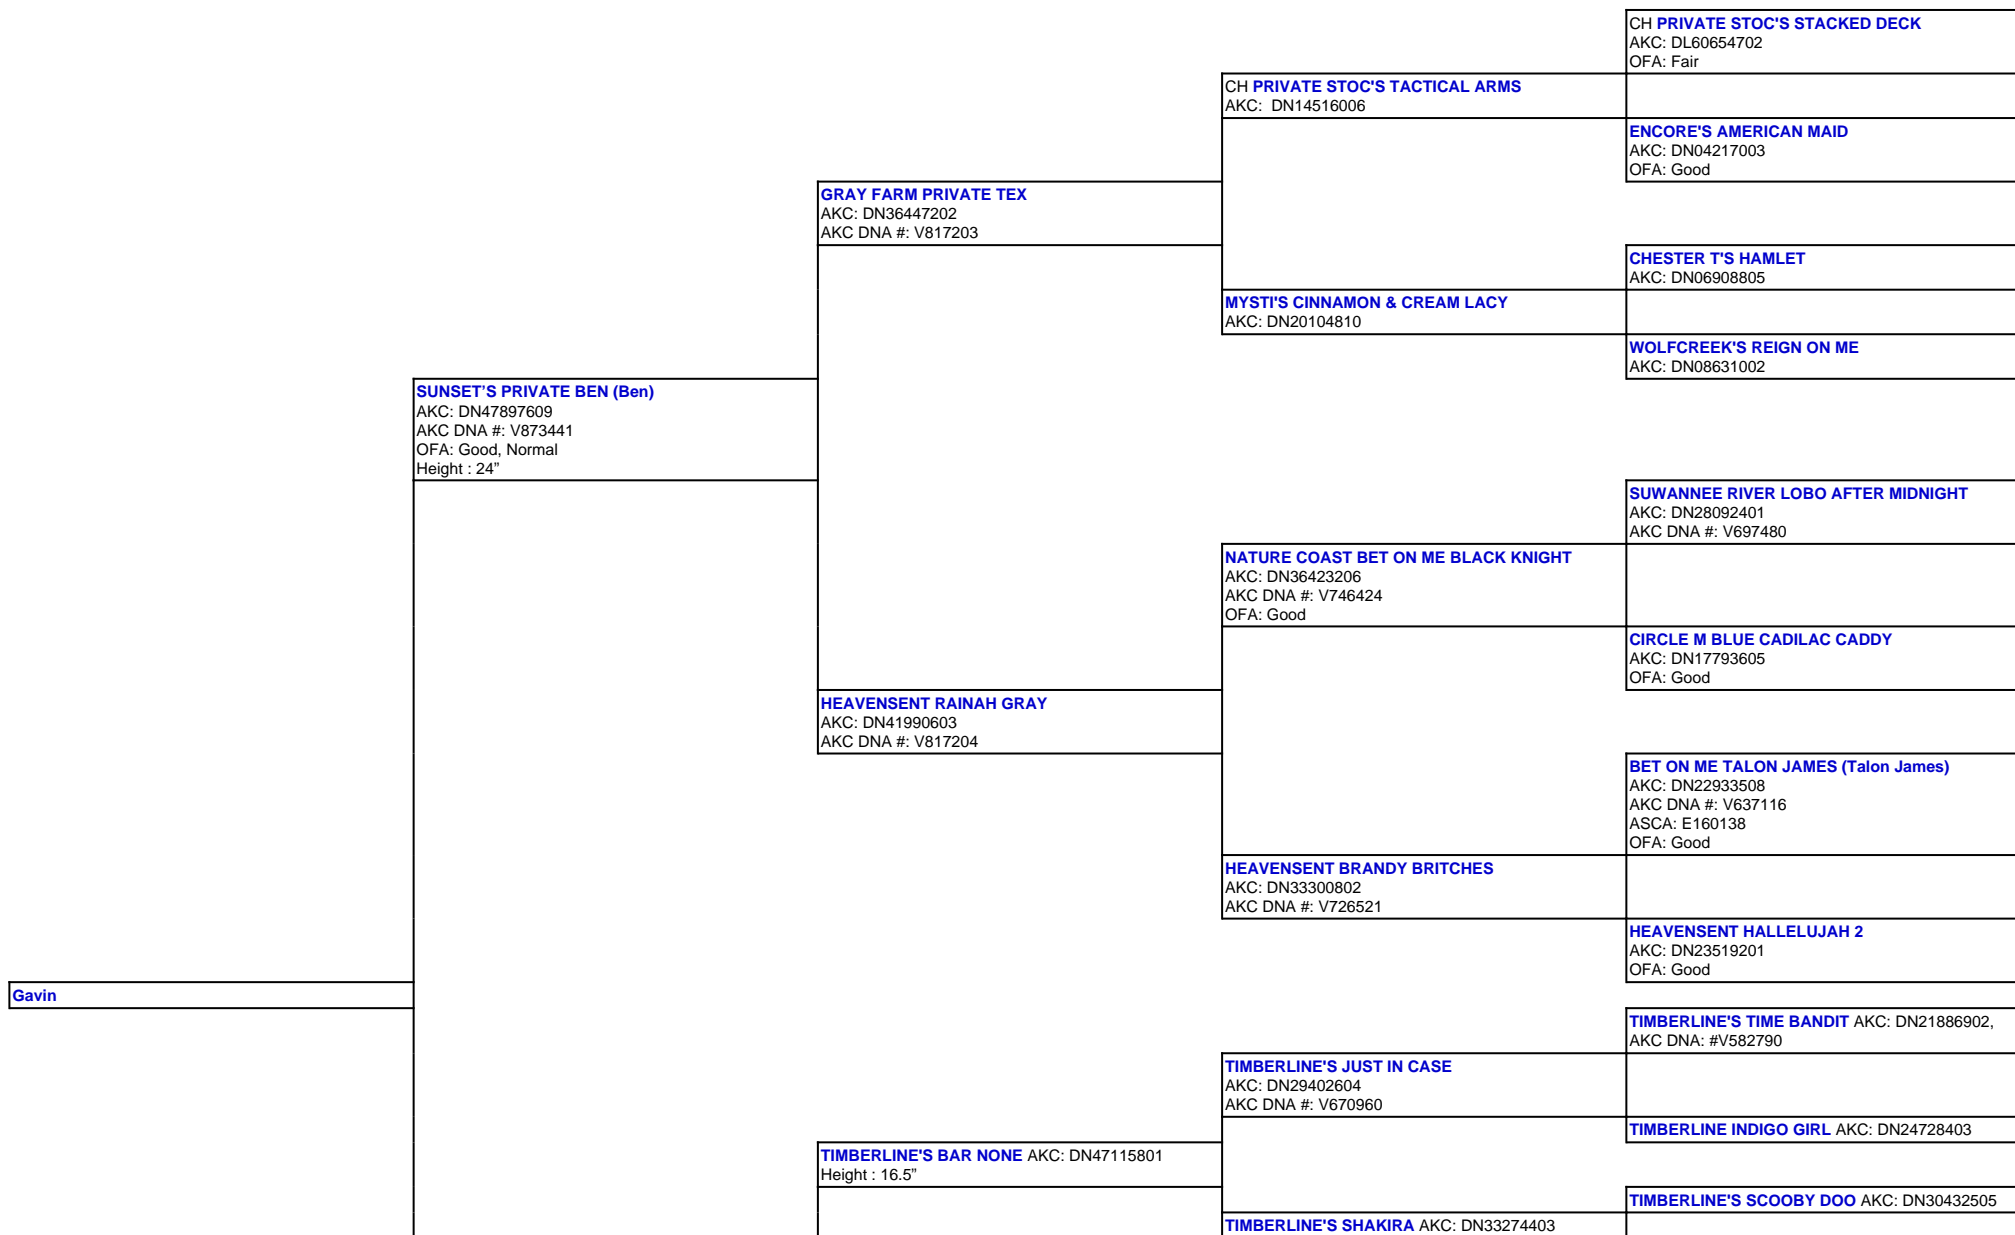 CH PRIVATE STOC'S STACKED DECK
AKC: DL60654702
OFA: Fair
CH PRIVATE STOC'S TACTICAL ARMS
AKC:  DN14516006
ENCORE'S AMERICAN MAID
AKC: DN04217003
OFA: Good
GRAY FARM PRIVATE TEX
AKC: DN36447202
AKC DNA #: V817203
CHESTER T'S HAMLET
AKC: DN06908805
MYSTI'S CINNAMON & CREAM LACY
AKC: DN20104810
WOLFCREEK'S REIGN ON ME
AKC: DN08631002
SUNSET’S PRIVATE BEN (Ben)
AKC: DN47897609
AKC DNA #: V873441
OFA: Good, Normal
Height : 24”
SUWANNEE RIVER LOBO AFTER MIDNIGHT
AKC: DN28092401
AKC DNA #: V697480
NATURE COAST BET ON ME BLACK KNIGHT
AKC: DN36423206
AKC DNA #: V746424
OFA: Good
CIRCLE M BLUE CADILAC CADDY
AKC: DN17793605
OFA: Good
HEAVENSENT RAINAH GRAY
AKC: DN41990603
AKC DNA #: V817204
BET ON ME TALON JAMES (Talon James)
AKC: DN22933508
AKC DNA #: V637116
ASCA: E160138
OFA: Good
HEAVENSENT BRANDY BRITCHES
AKC: DN33300802
AKC DNA #: V726521
HEAVENSENT HALLELUJAH 2
AKC: DN23519201
OFA: Good
Gavin
TIMBERLINE'S TIME BANDIT AKC: DN21886902,
AKC DNA: #V582790
TIMBERLINE'S JUST IN CASE
AKC: DN29402604
AKC DNA #: V670960
TIMBERLINE INDIGO GIRL AKC: DN24728403
TIMBERLINE'S BAR NONE AKC: DN47115801
Height : 16.5”
TIMBERLINE'S SCOOBY DOO AKC: DN30432505
TIMBERLINE'S SHAKIRA AKC: DN33274403